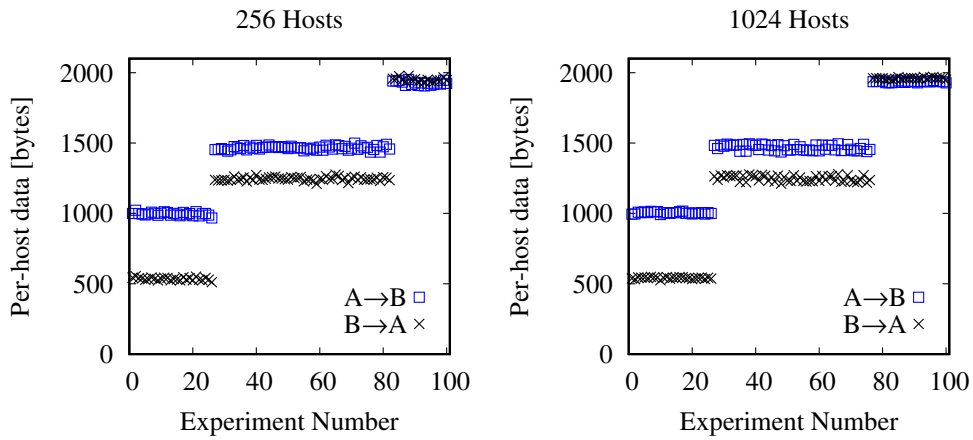 256 Hosts
Per-host data [bytes]
2000
1500
1000
500
0
A→B
B→A
0 20 40 60 80 100
Experiment Number
1024 Hosts
Per-host data [bytes]
2000
1500
1000
500
0
A→B
B→A
0 20 40 60 80 100
Experiment Number